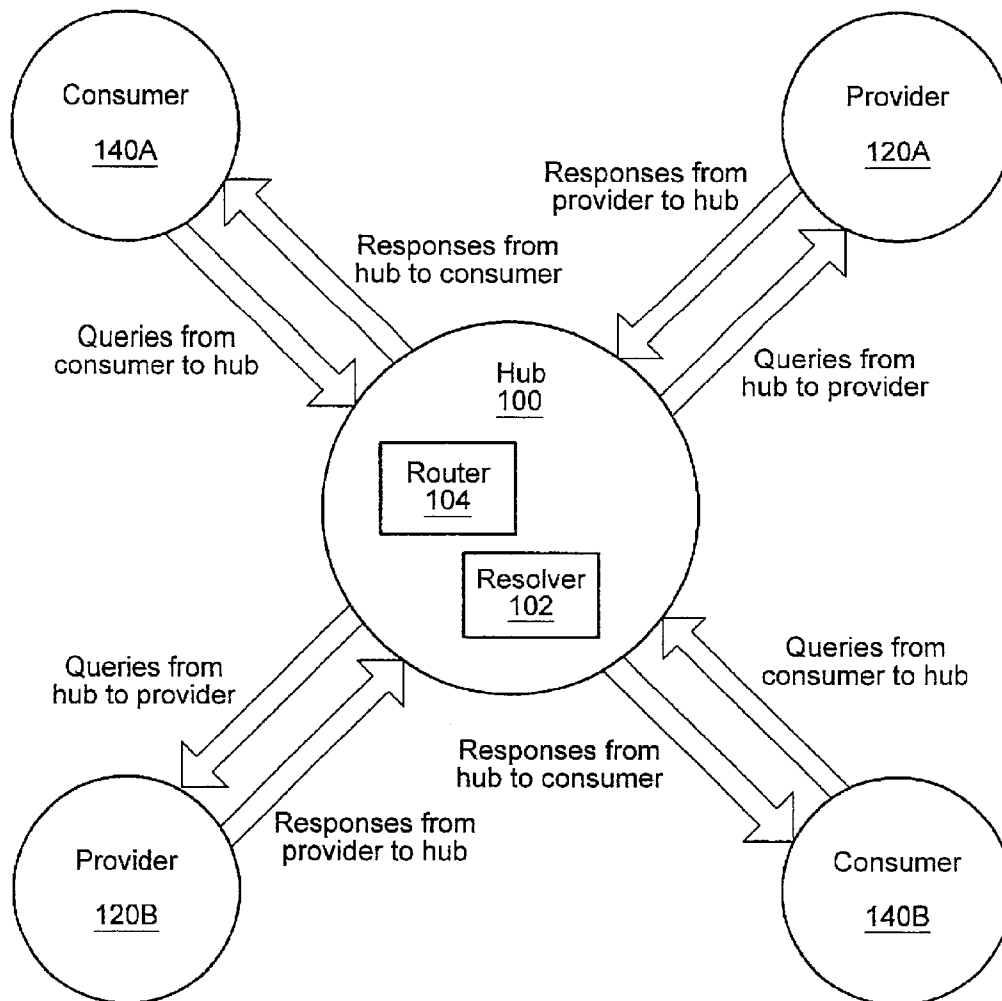 Consumer
140A
Provider
120A
Responses from
provider to hub
Responses from
hub to consumer
Queries from
consumer to hub
Queries from
hub to provider
Hub
100
Router
104
Resolver
102
Queries from
hub to provider
Queries from
consumer to hub
Responses from
hub to consumer
Responses from
provider to hub
Provider
120B
Consumer
140B